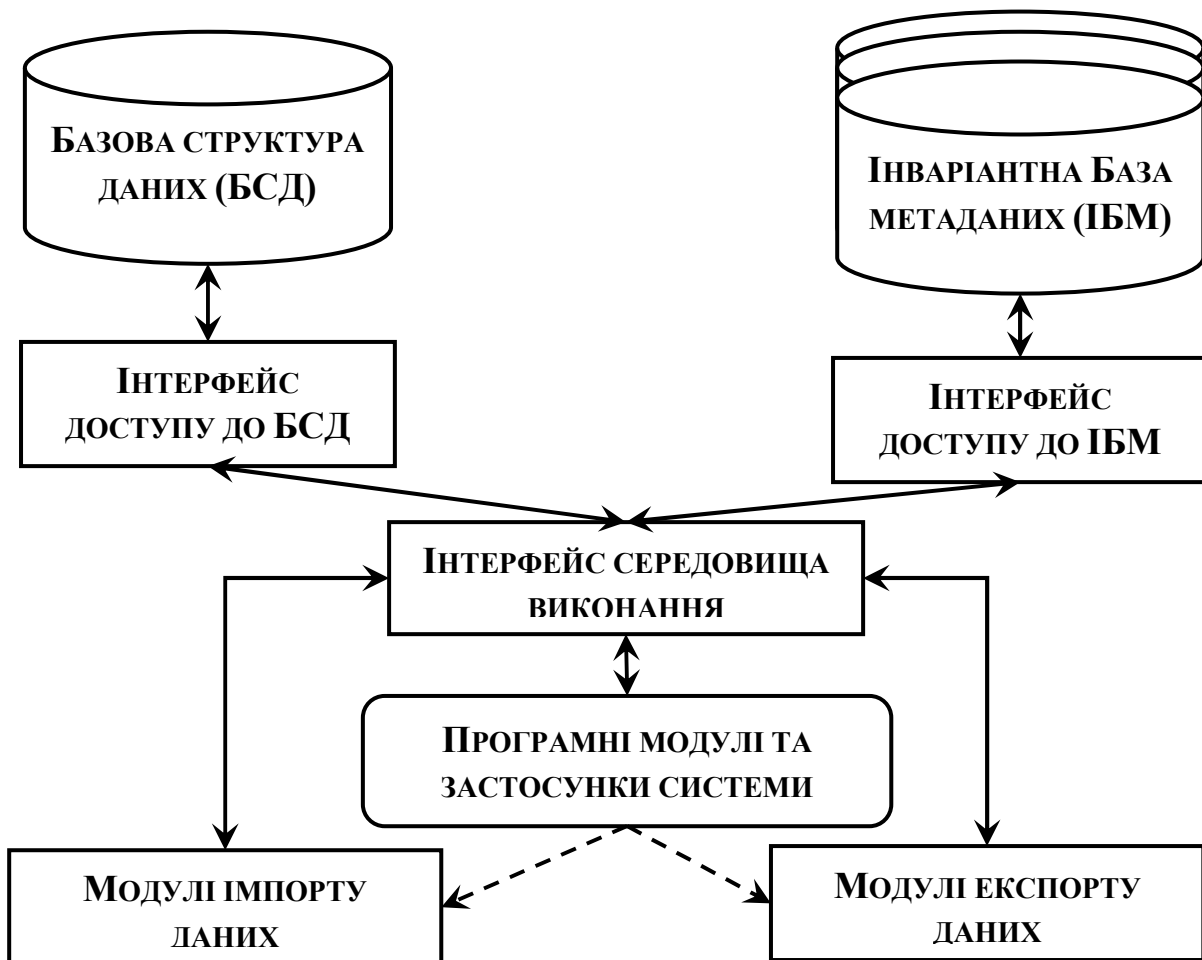 БАЗОВА СТРУКТУРА
ДАНИХ (БСД)
ІНВАРІАНТНА БАЗА
МЕТАДАНИХ (ІБМ)
ІНТЕРФЕЙС
ДОСТУПУ ДО БСД
ІНТЕРФЕЙС
ДОСТУПУ ДО ІБМ
ІНТЕРФЕЙС СЕРЕДОВИЩА
ВИКОНАННЯ
ПРОГРАМНІ МОДУЛІ ТА
ЗАСТОСУНКИ СИСТЕМИ
МОДУЛІ ІМПОРТУ
ДАНИХ
МОДУЛІ ЕКСПОРТУ
ДАНИХ